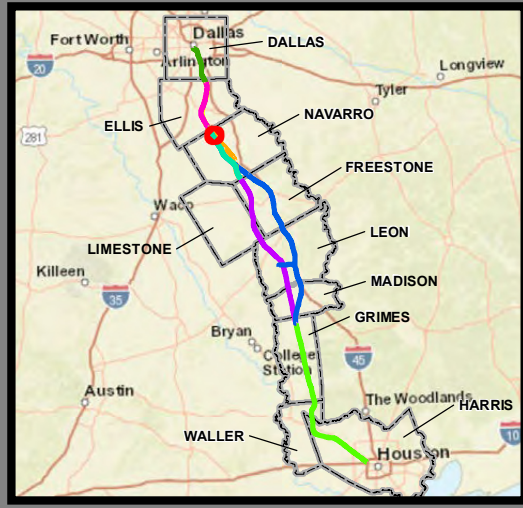 Fort Worth
Dallas
DALLAS
Arlington
20
Longview
Tyler
ELLIS
NAVARRO
281
FREESTONE
Waco
LEON
LIMESTONE
Killeen
MADISON
35
GRIMES
Bryan
College
Station
45
Austin
The Woodlands
HARRIS
WALLER
10
Houston